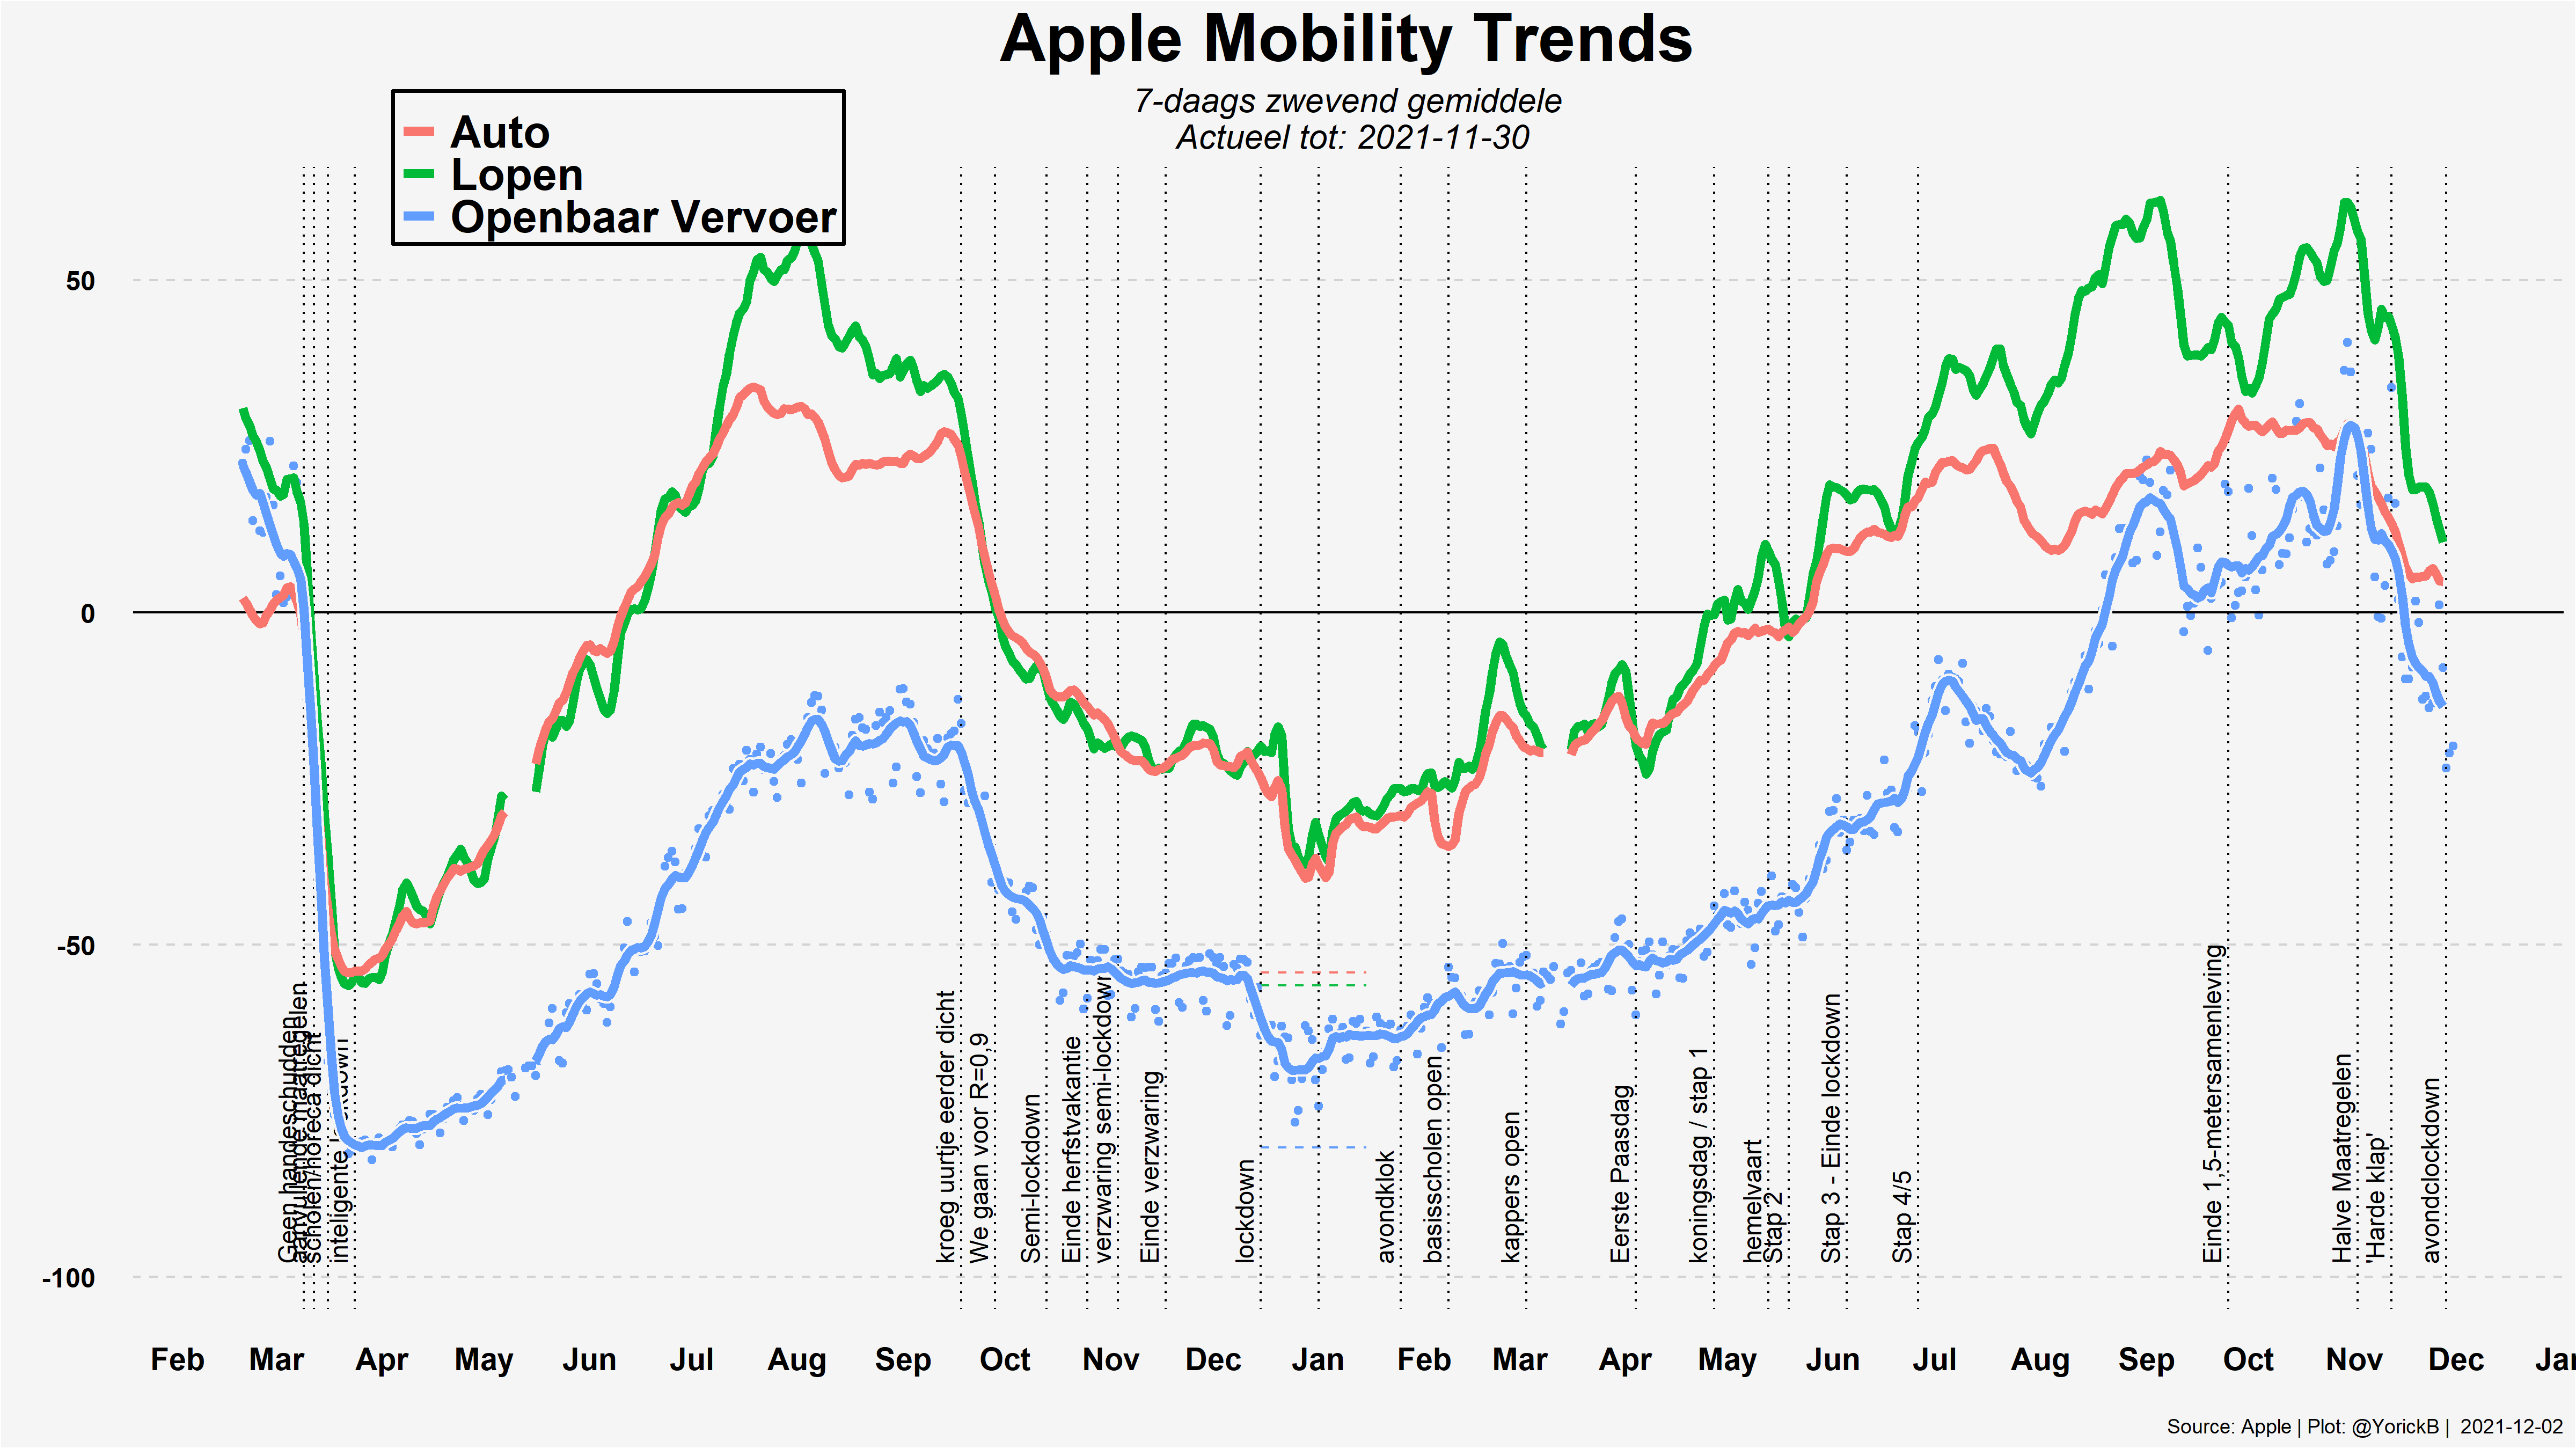 Apple Mobility Trends
7-daags zwevend gemiddele
Actueel tot: 2021-11-30
Auto
Lopen
Openbaar Vervoer
50
0
-50
-100
Geen handeschudden
aanvullende maatregelen
scholen/horeca dicht
inteligente
kroeg uurtje eerder dicht
We gaan voor R=0.9
Semi-lockdown
Einde herfstvakantie
verzwaring semi-lockdown
Einde verzwaring
lockdown
avondklok
basisscholen open
kappers open
Eerste Paasdag
koningsdag / stap 1
hemelvaart
Stap 2
Stap 3 - Einde lockdown
Stap 4/5
Einde 1,5-metersamenleving
Halve Maatregelen
'Harde klap'
avondclockdown
Feb Mar Apr May Jun Jul Aug Sep Oct Nov Dec Jan Feb Mar Apr May Jun Jul Aug Sep Oct Nov Dec
Source: Apple | Plot: @YorickB | 2021-12-02